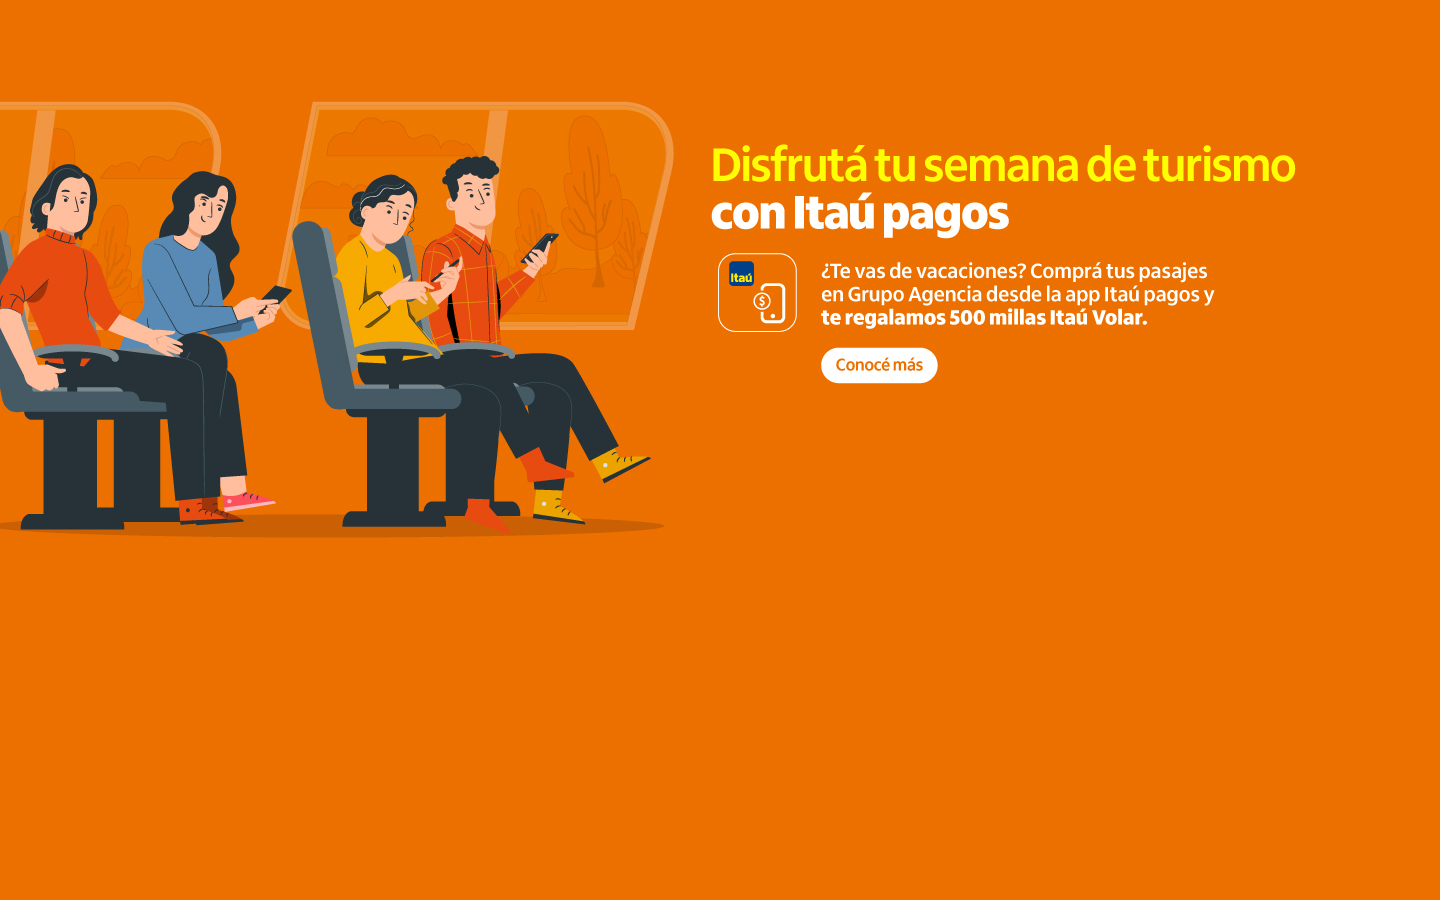 Disfrutá tu semana de turismo
con Itaú pagos
Itaú
$
¿Te vas de vacaciones? Comprá tus pasajes
en Grupo Agencia desde la app Itaú pagos y
te regalamos 500 millas Itaú Volar.
Conocé más